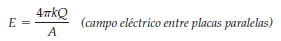 E = 4πkQ / A (campo eléctrico entre placas paralelas)